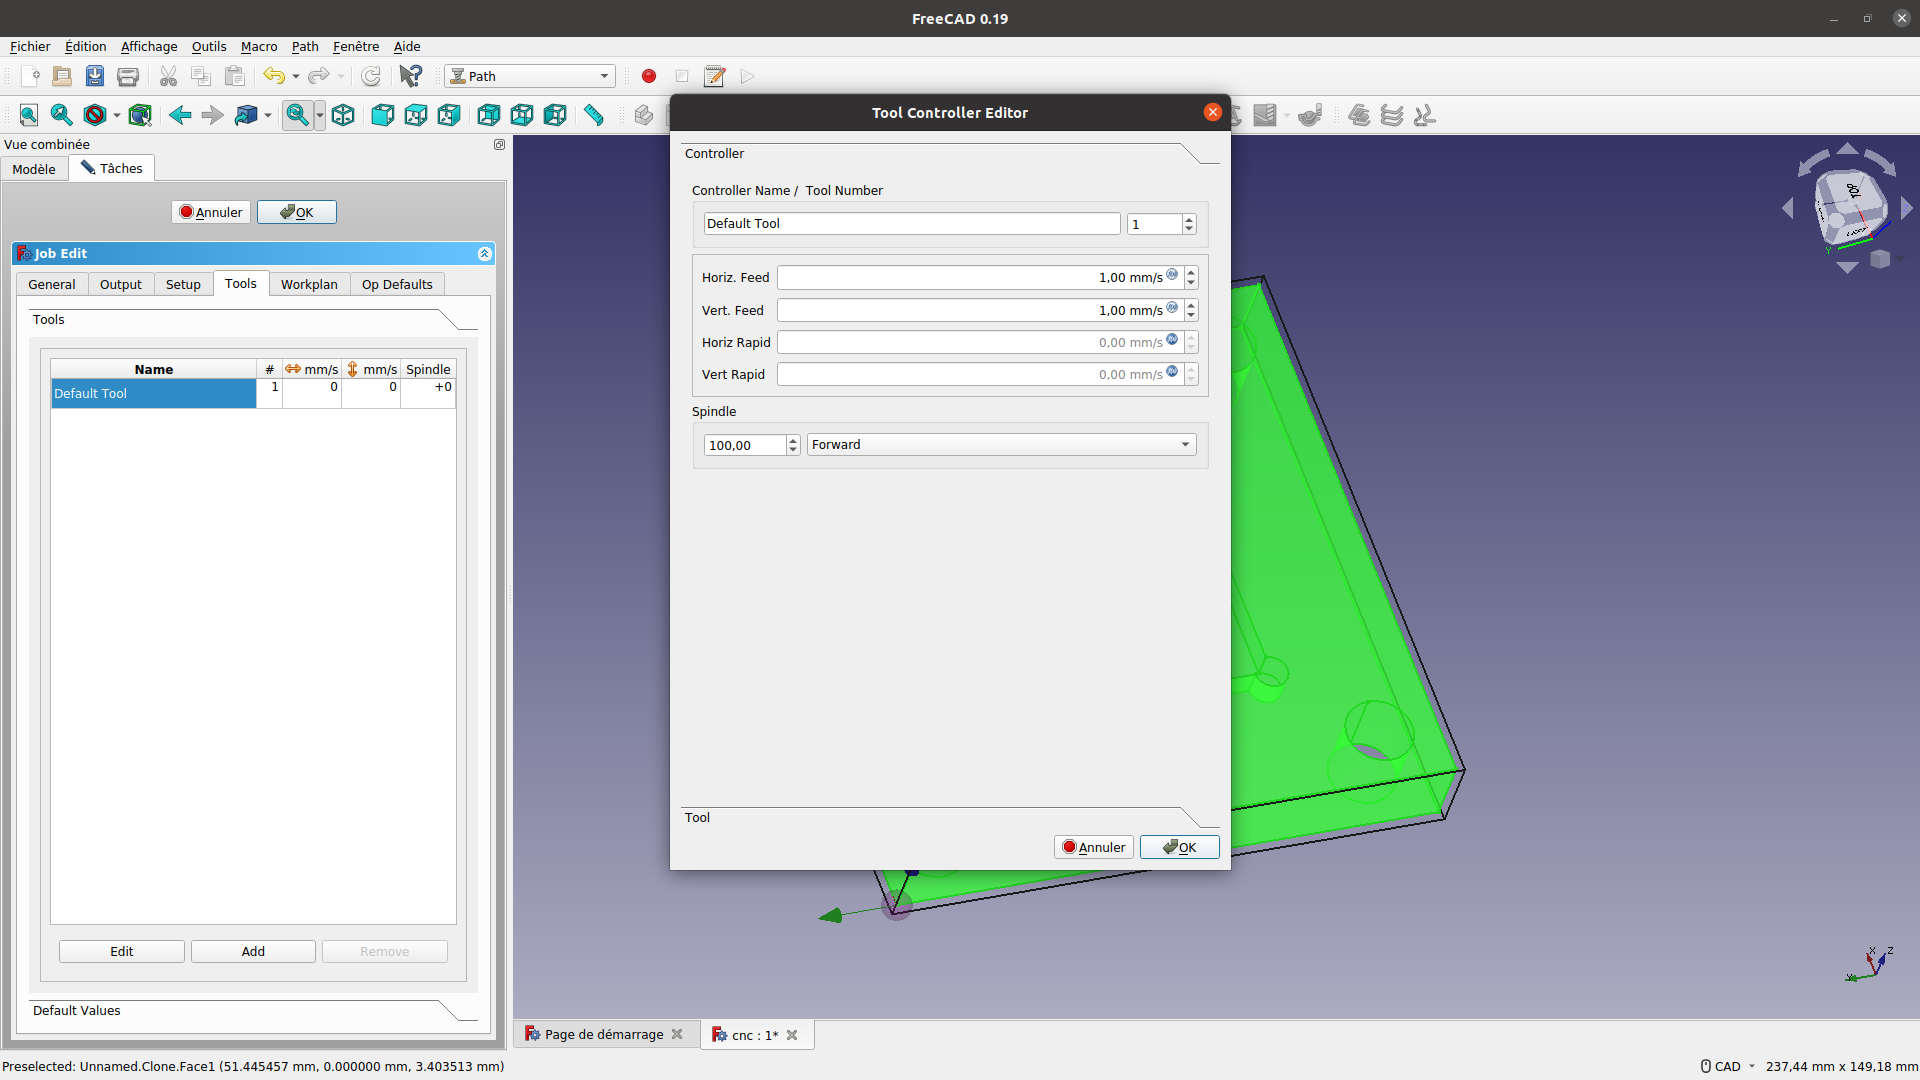 FreeCAD 0.19
Fichier Édition Affichage Outils Macro Path Fenêtre Aide
Path
Vue combinée
Modèle Tâches
Annuler OK
Job Edit
General Output Setup Tools Workplan Op Defaults
Tools
Name # mm/s mm/s Spindle
Default Tool 1 0 0 +0
Edit Add Remove
Default Values
Tool Controller Editor
Controller
Controller Name / Tool Number
Default Tool 1
Horiz. Feed 1,00 mm/s
Vert. Feed 1,00 mm/s
Horiz Rapid 0,00 mm/s
Vert Rapid 0,00 mm/s
Spindle
100,00 Forward
Tool
Annuler OK
TOP
Y
X Z
Y
Page de démarrage cnc : 1*
Preselected: Unnamed.Clone.Face1 (51.445457 mm, 0.000000 mm, 3.403513 mm) CAD 237,44 mm x 149,18 mm